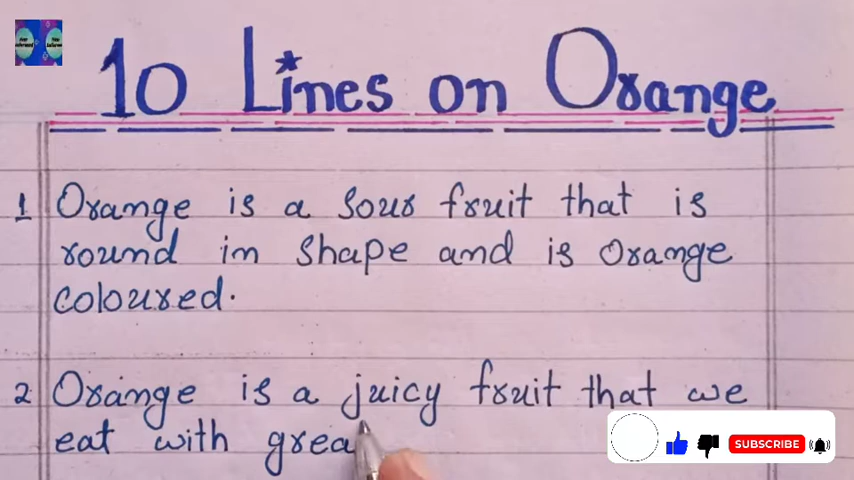 10 Lines on Orange
1 Orange is a sour fruit that is
round in shape and is Orange
coloured.
2 Orange is a juicy fruit that we
eat with grea
SUBSCRIBE